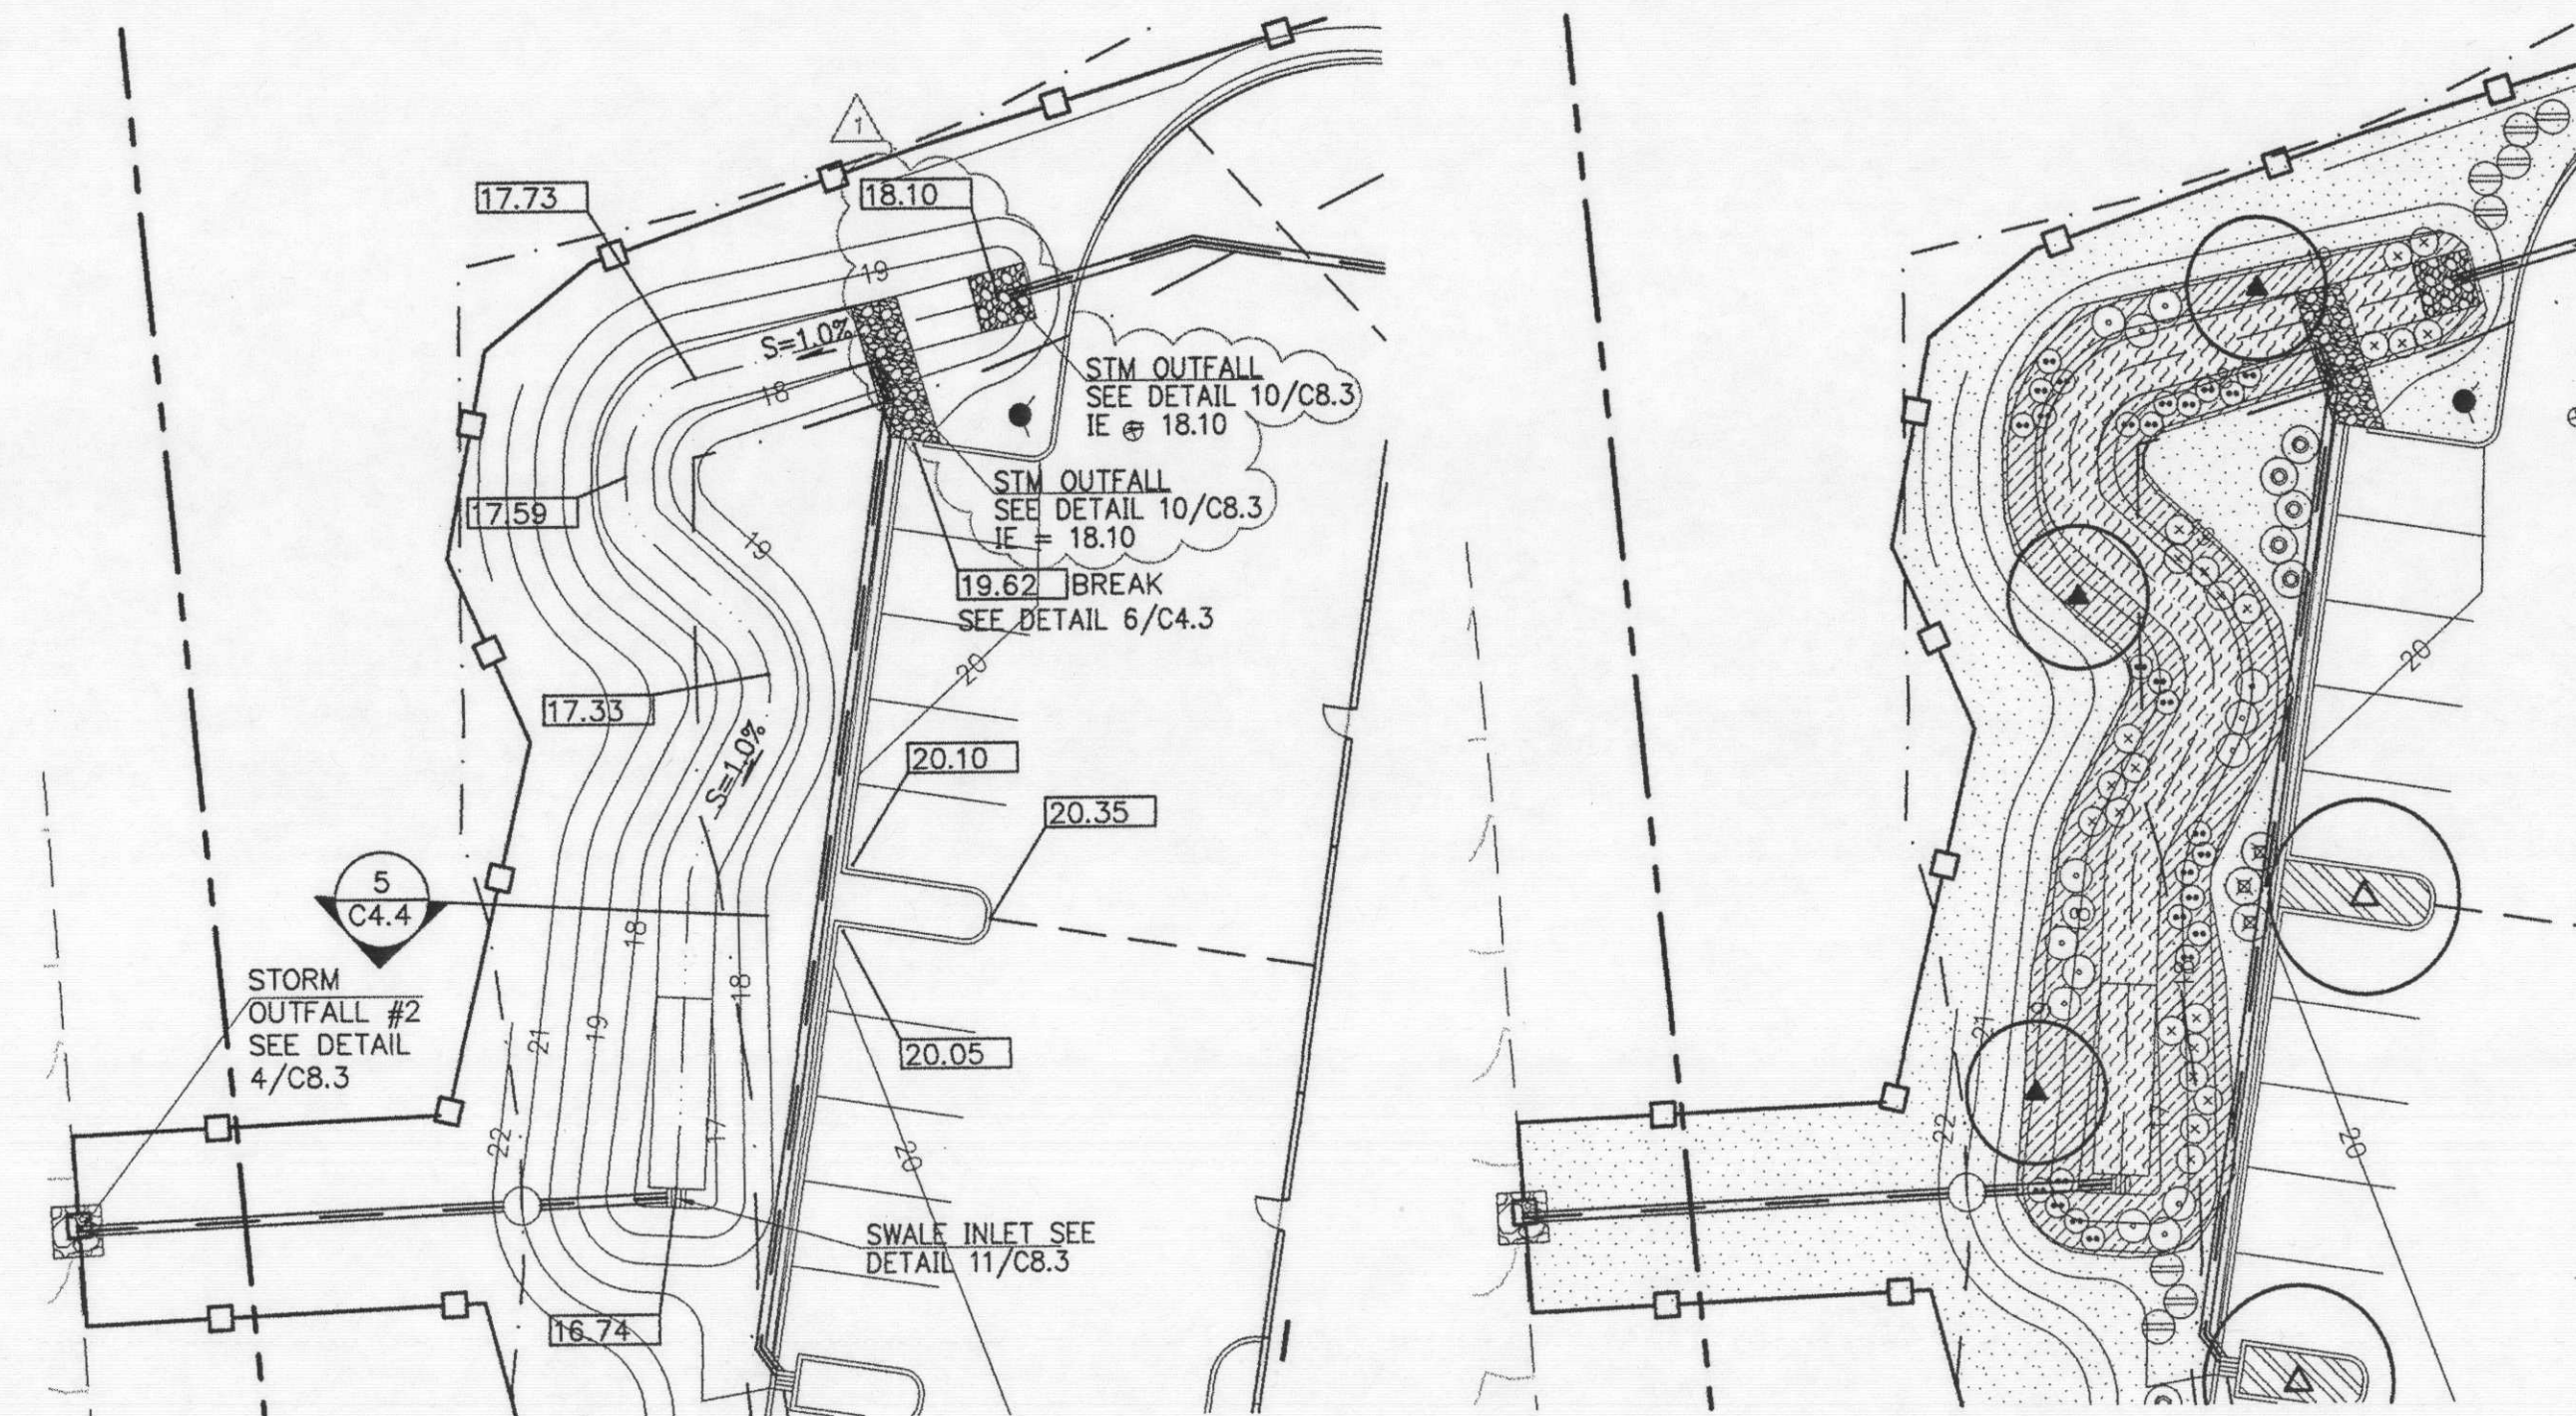 1
17.73
18.10
19
S=1.0%
18
STM OUTFALL
SEE DETAIL 10/C8.3
IE = 18.10
STM OUTFALL
SEE DETAIL 10/C8.3
IE = 18.10
17.59
19
19.62 BREAK
SEE DETAIL 6/C4.3
20
17.33
S=1.0%
20.10
20.35
5
C4.4
18
18
STORM
OUTFALL #2
SEE DETAIL
4/C8.3
21
19
20.05
22
17
20
SWALE INLET SEE
DETAIL 11/C8.3
16.74
20
18
18
19
21
22
20